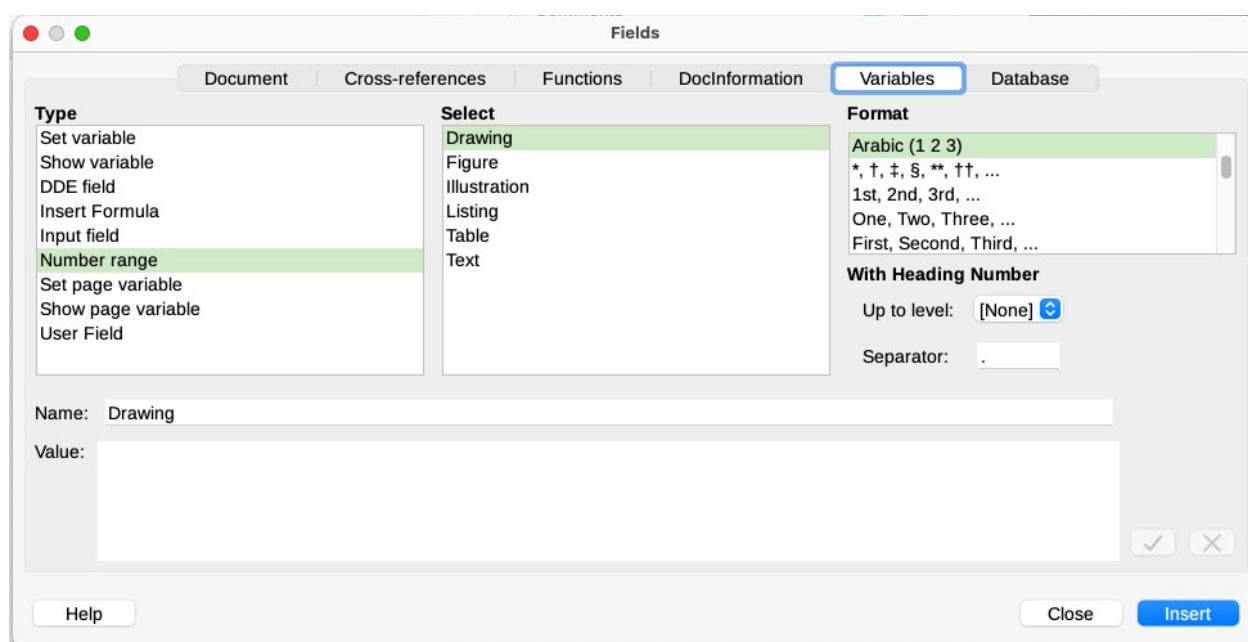 Fields
Document Cross-references Functions DocInformation Variables Database
Type
Set variable
Show variable
DDE field
Insert Formula
Input field
Number range
Set page variable
Show page variable
User Field
Select
Drawing
Figure
Illustration
Listing
Table
Text
Format
Arabic (1 2 3)
*, †, ‡, §, **, ††, ...
1st, 2nd, 3rd, ...
One, Two, Three, ...
First, Second, Third, ...
With Heading Number
Up to level: [None]
Separator: .
Name: Drawing
Value:
Help Close Insert